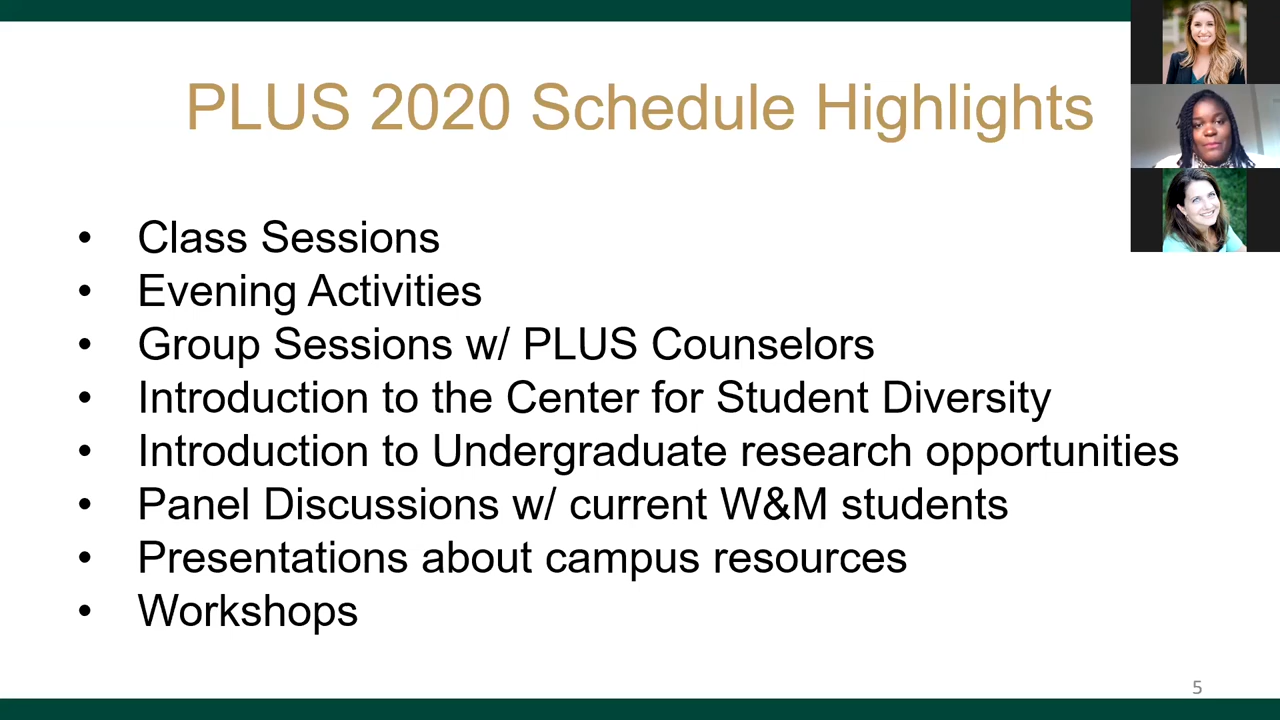 PLUS 2020 Schedule Highlights
• Class Sessions
• Evening Activities
• Group Sessions w/ PLUS Counselors
• Introduction to the Center for Student Diversity
• Introduction to Undergraduate research opportunities
• Panel Discussions w/ current W&M students
• Presentations about campus resources
• Workshops
5